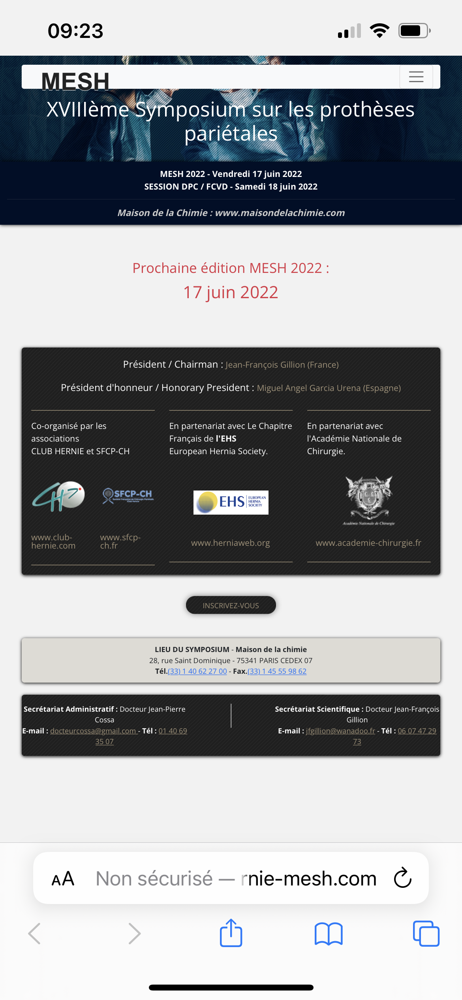 09:23
MESH
XVIIIème Symposium sur les prothèses
pariétales
MESH 2022 - Vendredi 17 juin 2022
SESSION DPC / FCVD - Samedi 18 juin 2022
Maison de la Chimie : www.maisondelachimie.com
Prochaine édition MESH 2022 :
17 juin 2022
Président / Chairman : Jean-François Gillion (France)
Président d'honneur / Honorary President : Miguel Angel Garcia Urena (Espagne)
Co-organisé par les
associations
CLUB HERNIE et SFCP-CH
CH
SFCP-CH
Société Française de Chirurgie Pariétale
Club Hernie
www.club-
hernie.com
www.sfcp-
ch.fr
En partenariat avec Le Chapitre
Français de l'EHS
European Hernia Society.
EHS EUROPEAN
HERNIA
SOCIETY
www.herniaweb.org
En partenariat avec
l'Académie Nationale de
Chirurgie.
Académie Nationale de Chirurgie
www.academie-chirurgie.fr
INSCRIVEZ-VOUS
LIEU DU SYMPOSIUM - Maison de la chimie
28, rue Saint Dominique - 75341 PARIS CEDEX 07
Tél.(33) 1 40 62 27 00 - Fax.(33) 1 45 55 98 62
Secrétariat Administratif : Docteur Jean-Pierre
Cossa
E-mail : docteurcossa@gmail.com - Tél : 01 40 69
35 07
Secrétariat Scientifique : Docteur Jean-François
Gillion
E-mail : jfgillion@wanadoo.fr - Tél : 06 07 47 29
73
AA Non sécurisé — rnie-mesh.com